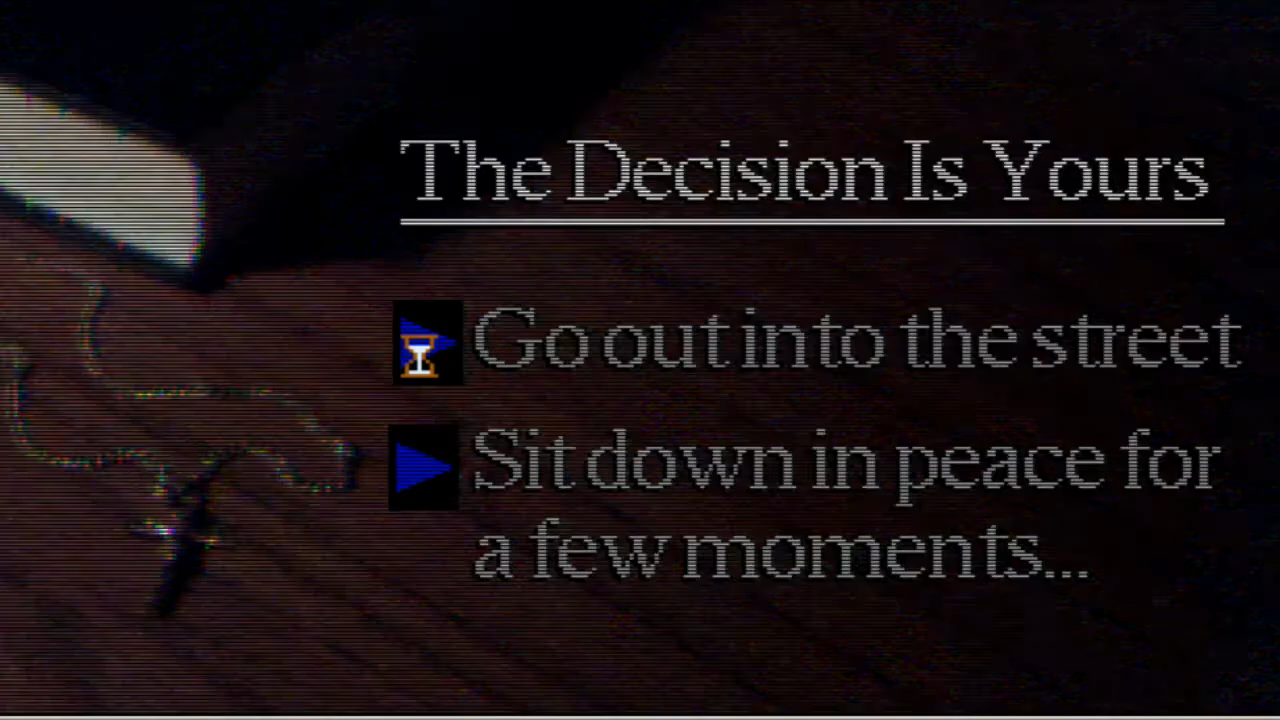 The Decision Is Yours
Go out into the street
Sit down in peace for
a few moments...